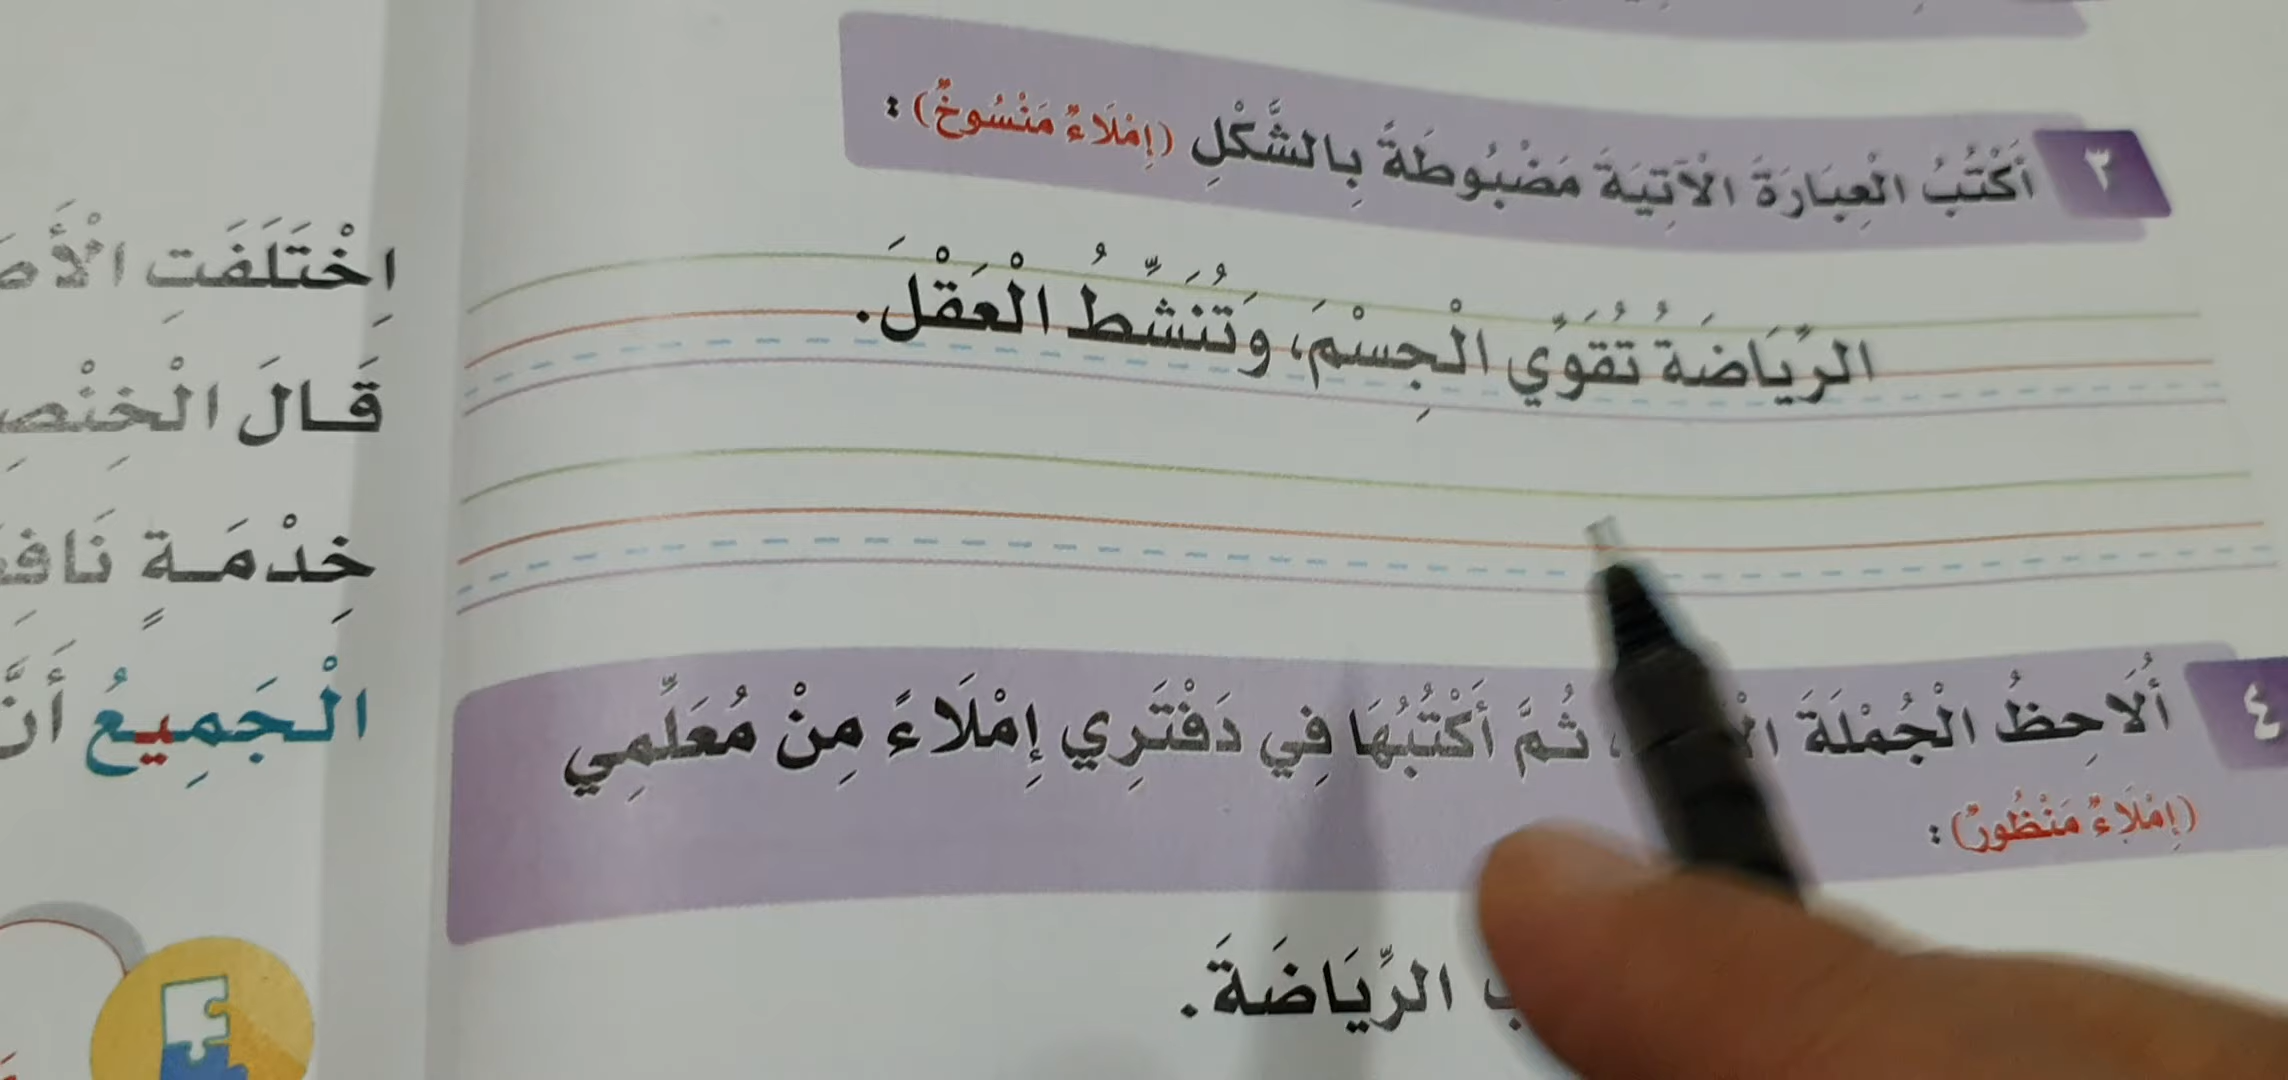 ٣ أَكْتُبُ الْعِبَارَةَ الْآتِيَةَ مَضْبُوطَةً بِالشَّكْلِ (إِمْلَاءٌ مَنْسُوخٌ):
الرِّيَاضَةُ تُقَوِّي الْجِسْمَ، وَتُنَشِّطُ الْعَقْلَ.
٤ أُلَاحِظُ الْجُمْلَةَ ، ثُمَّ أَكْتُبُهَا فِي دَفْتَرِي إِمْلَاءً مِنْ مُعَلِّمِي
(إِمْلَاءٌ مَنْظُورٌ):
الرِّيَاضَةَ.
اِخْتَلَفَتِ
قَالَ
خِدْمَةٍ
الْجَمِيعُ